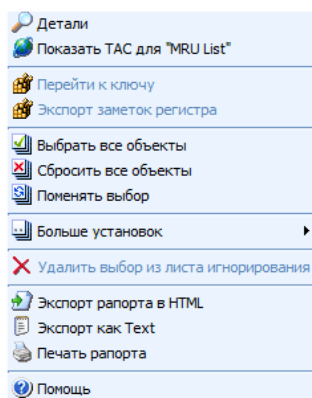 Детали
Показать TAC для "MRU List"
Перейти к ключу
Экспорт заметок регистра
Выбрать все объекты
Сбросить все объекты
Поменять выбор
Больше установок
Удалить выбор из листа игнорирования
Экспорт рапорта в HTML
Экспорт как Text
Печать рапорта
Помощь